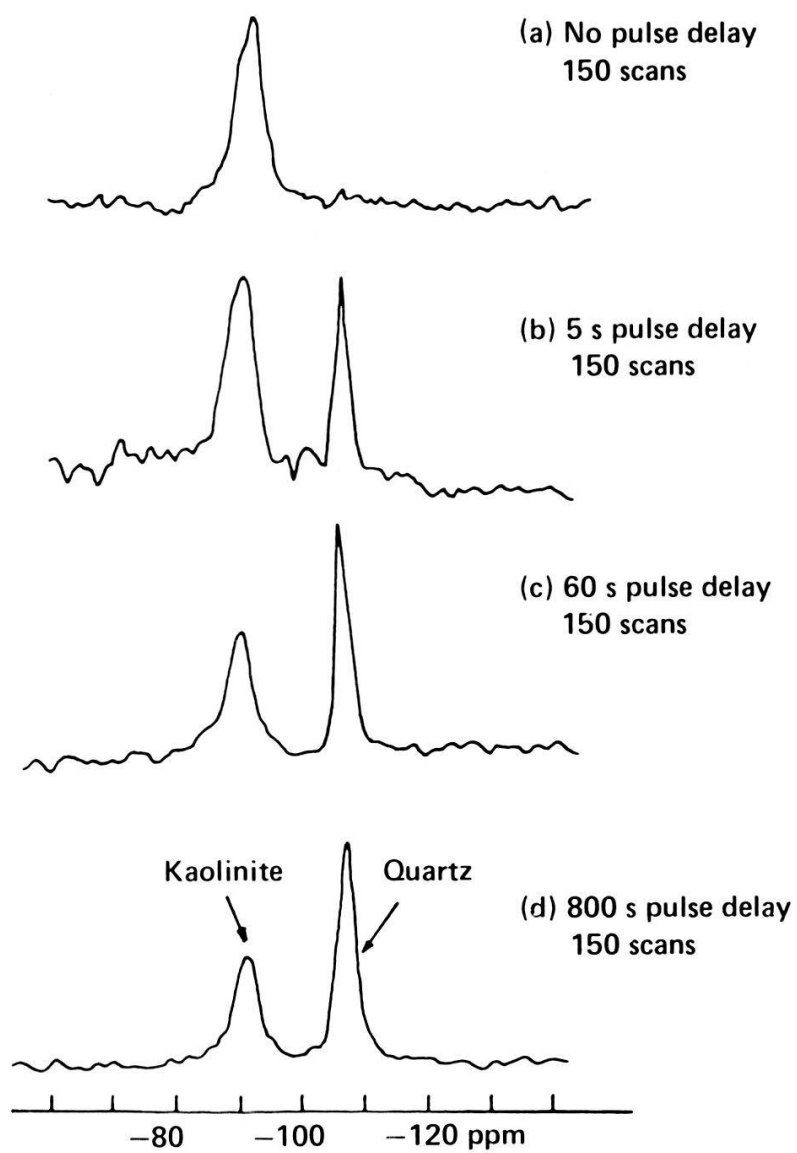 (a) No pulse delay
150 scans
(b) 5 s pulse delay
150 scans
(c) 60 s pulse delay
150 scans
Kaolinite
Quartz
(d) 800 s pulse delay
150 scans
−80 −100 −120 ppm